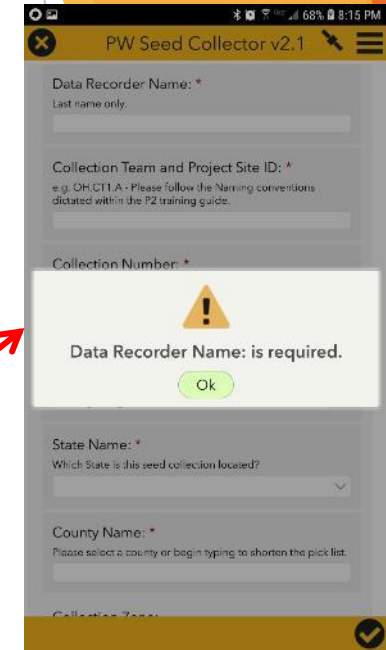 68% 8:15 PM
PW Seed Collector v2.1
Data Recorder Name: *
Last name only.
Collection Team and Project Site ID: *
e.g. OH.CT1.A - Please follow the Naming conventions
dictated within the P2 training guide.
Collection Number: *
Data Recorder Name: is required.
Ok
State Name: *
Which State is this seed collection located?
County Name: *
Please select a county or begin typing to shorten the pick list.
Collection Zone: